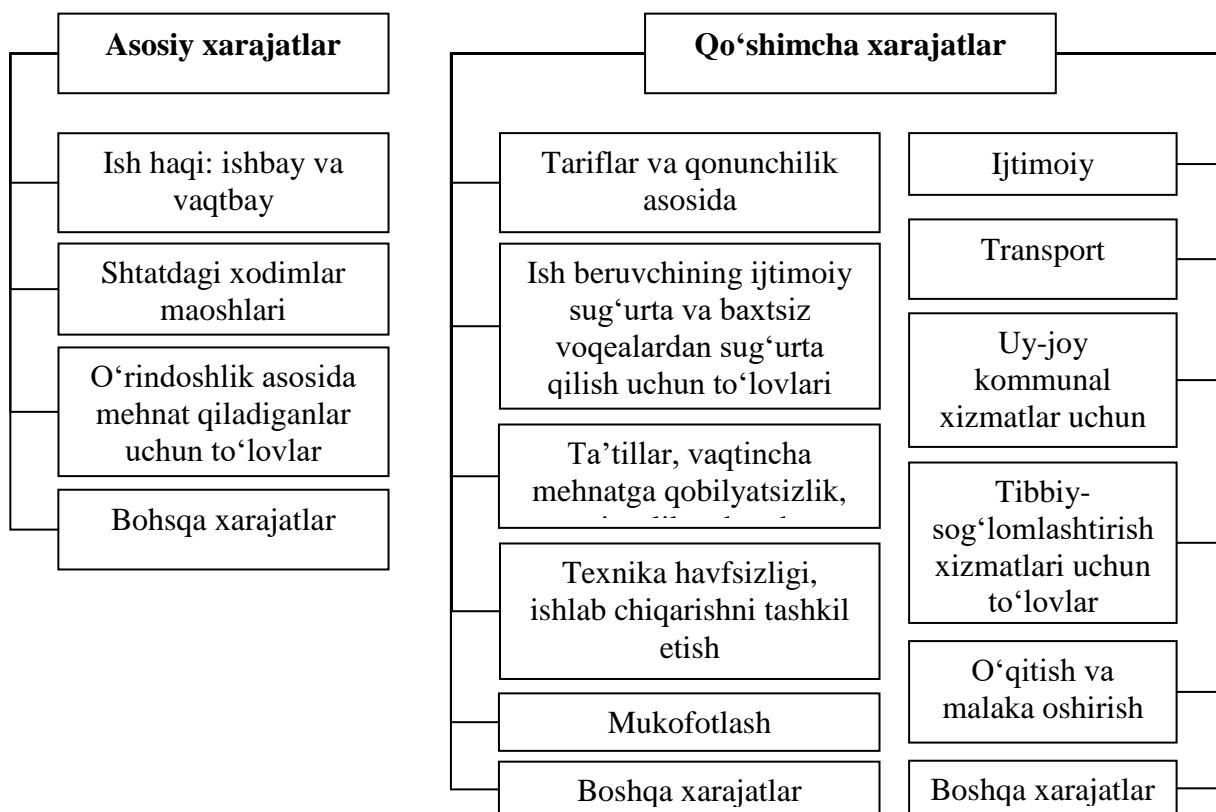 Asosiy xarajatlar
Ish haqi: ishbay va
vaqtbay
Shtatdagi xodimlar
maoshlari
O‘rindoshlik asosida
mehnat qiladiganlar
uchun to‘lovlar
Bohsqa xarajatlar
Qo‘shimcha xarajatlar
Tariflar va qonunchilik
asosida
Ish beruvchining ijtimoiy
sug‘urta va baxtsiz
voqealardan sug‘urta
qilish uchun to‘lovlari
Ta’tillar, vaqtincha
mehnatga qobilyatsizlik,
Texnika havfsizligi,
ishlab chiqarishni tashkil
etish
Mukofotlash
Boshqa xarajatlar
Ijtimoiy
Transport
Uy-joy
kommunal
xizmatlar uchun
Tibbiy-
sog‘lomlashtirish
xizmatlari uchun
to‘lovlar
O‘qitish va
malaka oshirish
Boshqa xarajatlar